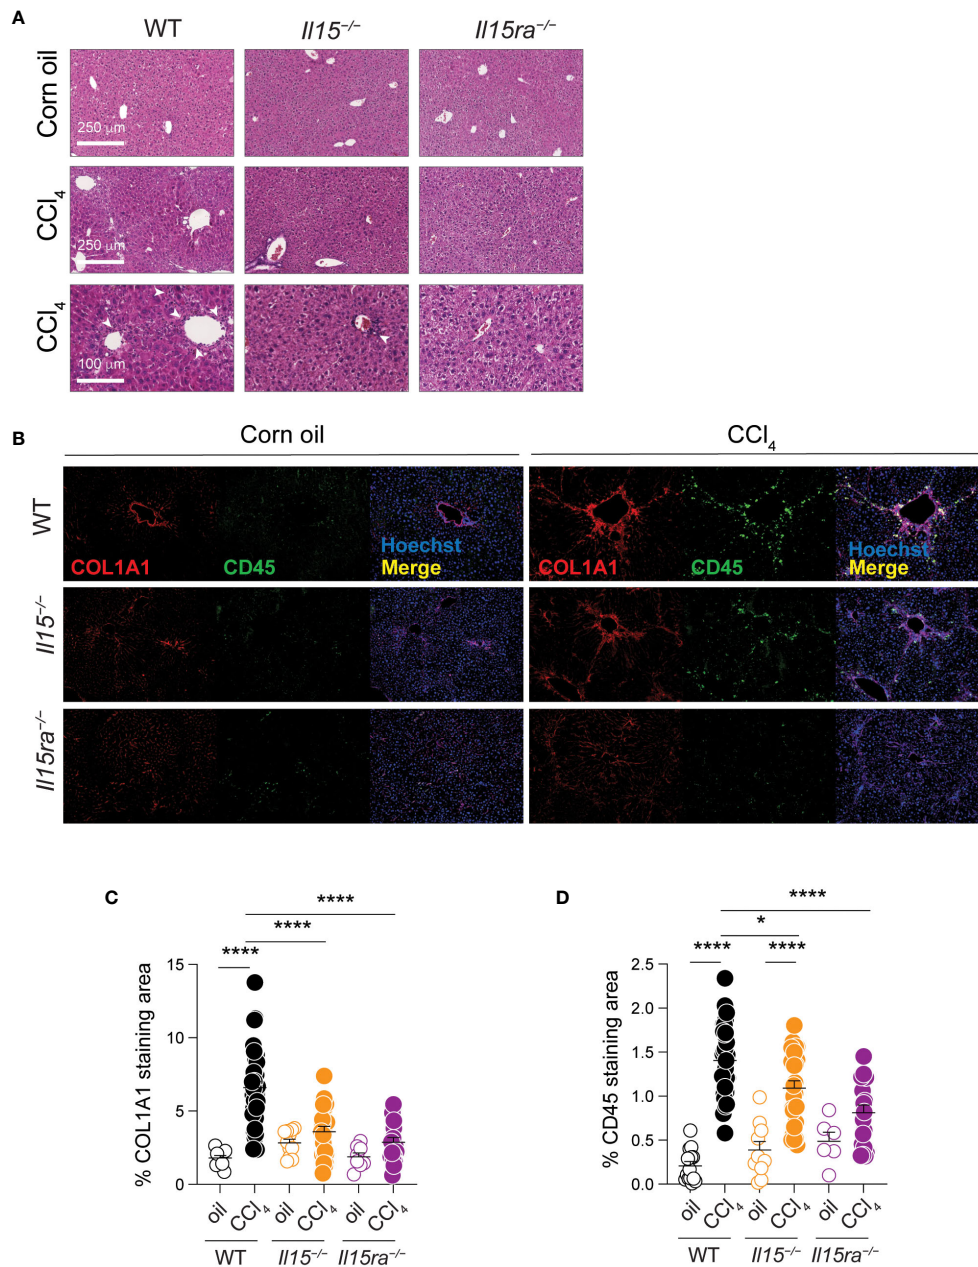 A
WT Il15⁻/⁻ Il15ra⁻/⁻
Corn oil
250 µm
CCl₄
250 µm
CCl₄
100 µm
B
Corn oil CCl₄
WT
COL1A1 CD45 Hoechst Merge COL1A1 CD45 Hoechst Merge
Il15⁻/⁻
Il15ra⁻/⁻
C
****
****
****
% COL1A1 staining area
15
10
5
0
oil CCl₄ oil CCl₄ oil CCl₄
WT Il15⁻/⁻ Il15ra⁻/⁻
D
****
*
**** ****
% CD45 staining area
2.5
2.0
1.5
1.0
0.5
0.0
oil CCl₄ oil CCl₄ oil CCl₄
WT Il15⁻/⁻ Il15ra⁻/⁻